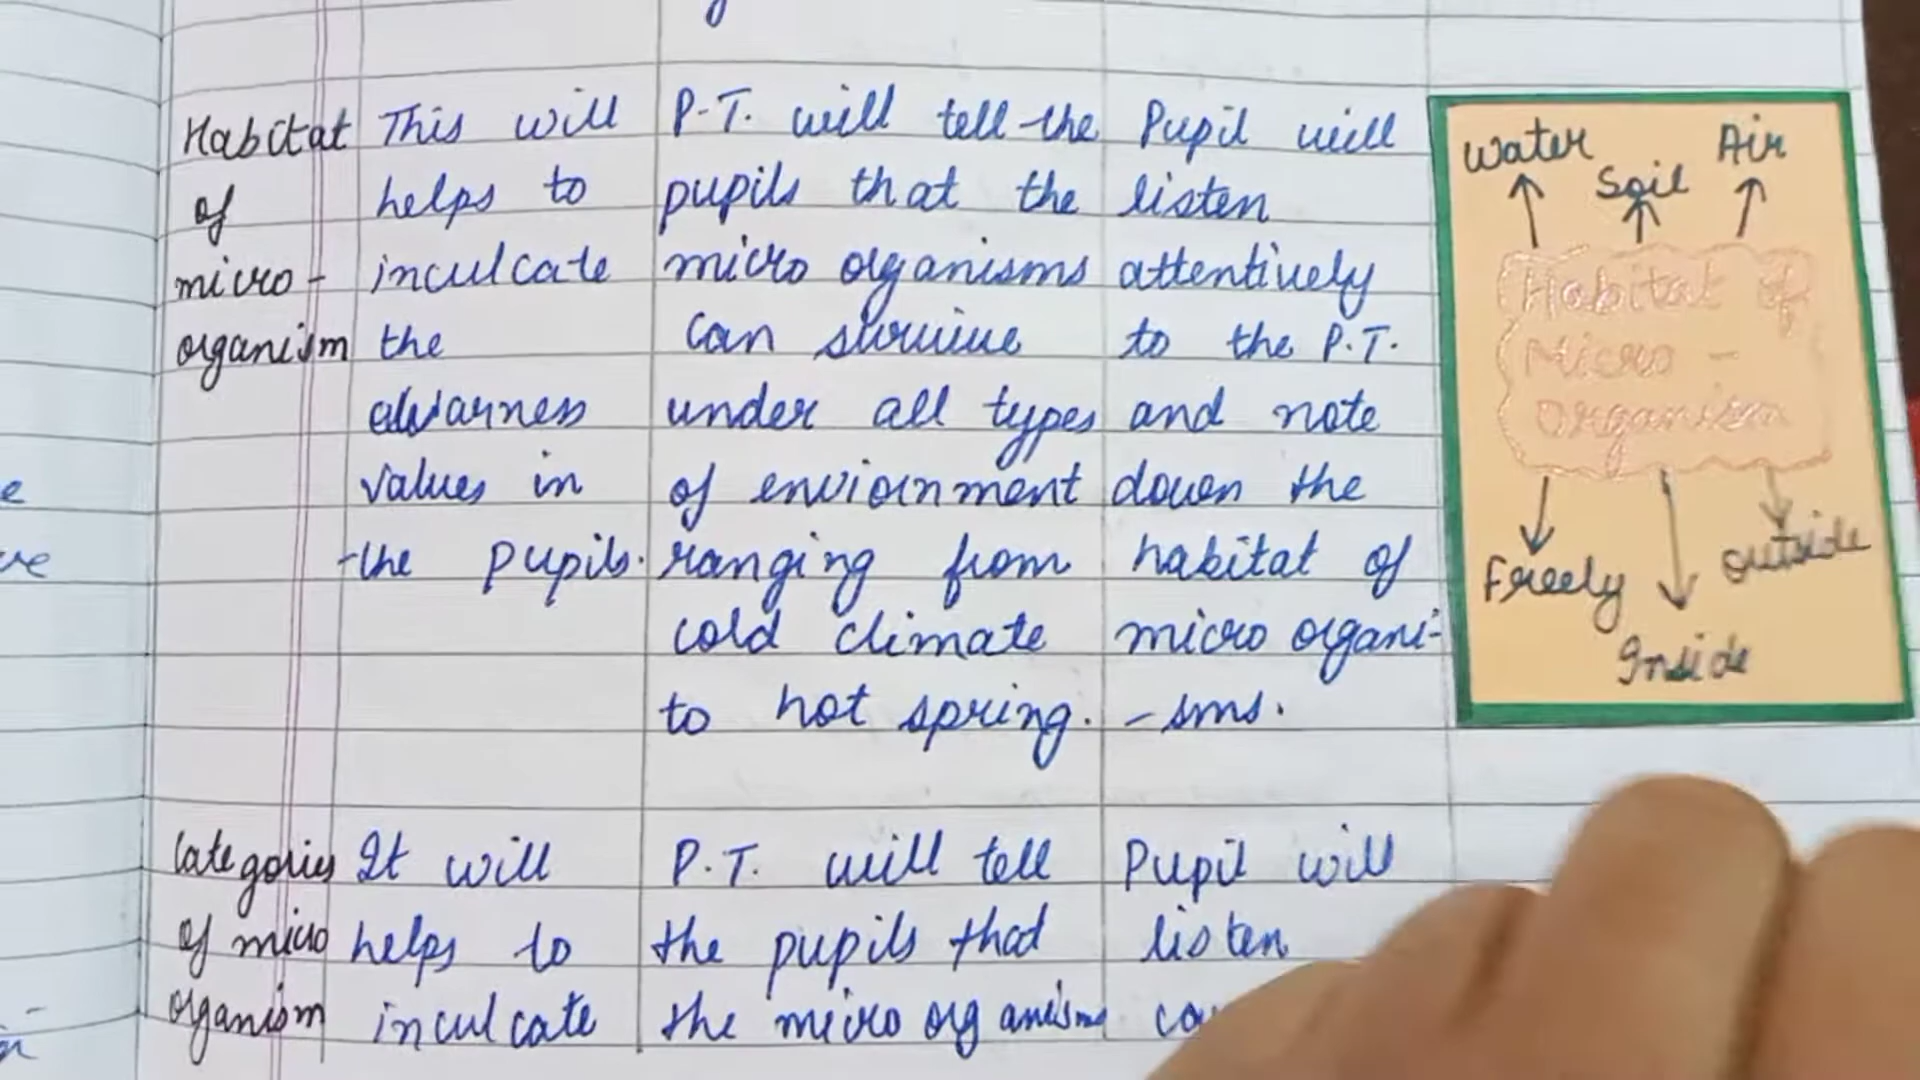 Habitat
of
micro-
organism
This will
helps to
inculcate
the
awarness
values in
the pupils.
P.T. will tell the
pupils that the
micro organisms
can survive
under all types
of envioinment
ranging from
cold climate
to hot spring.
Pupil will
listen
attentively
to the P.T.
and note
down the
habitat of
micro organi-
-sms.
Water
Soil
Air
Habitat of
Micro -
organism
Freely
Inside
outside
Categories
of micro
organism
It will
helps to
inculcate
P.T. will tell
the pupils that
the micro organisms
Pupil will
listen